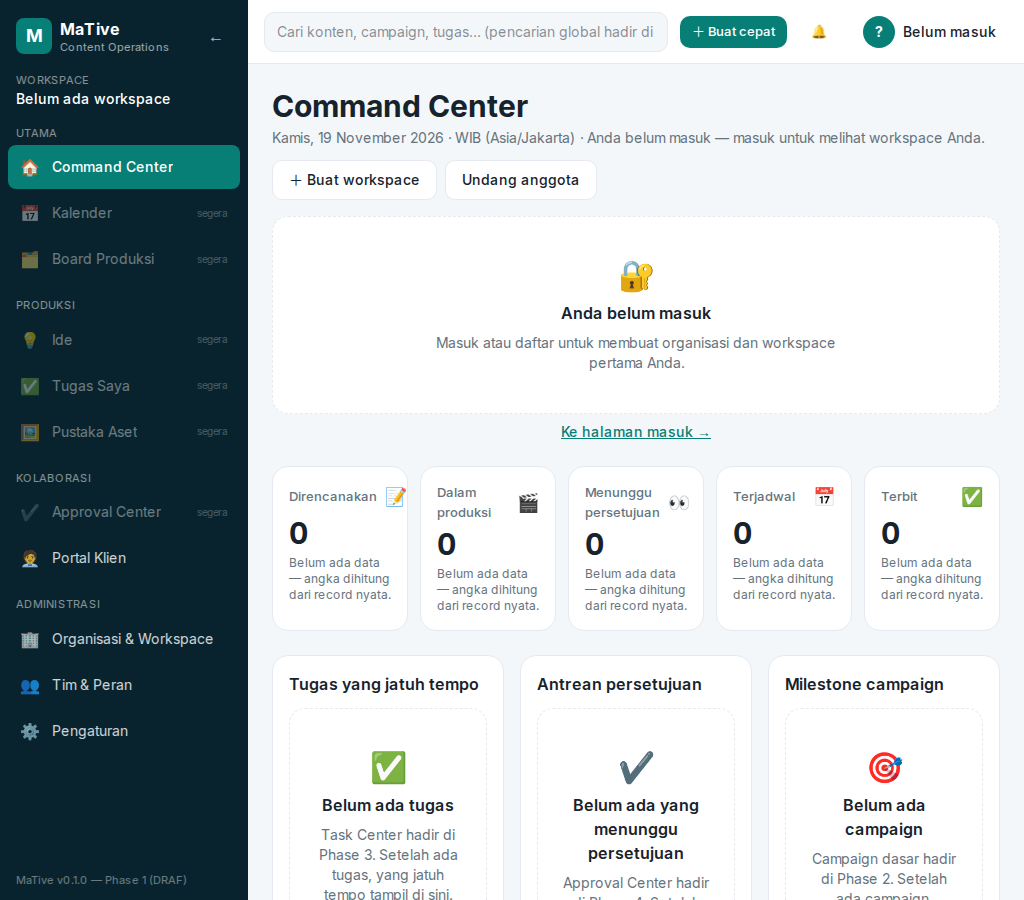 M
MaTive
Content Operations
←
WORKSPACE
Belum ada workspace
UTAMA
Command Center
Kalender segera
Board Produksi segera
PRODUKSI
Ide segera
Tugas Saya segera
Pustaka Aset segera
KOLABORASI
Approval Center segera
Portal Klien
ADMINISTRASI
Organisasi & Workspace
Tim & Peran
Pengaturan
MaTive v0.1.0 — Phase 1 (DRAF)
Cari konten, campaign, tugas... (pencarian global hadir di
+ Buat cepat
? Belum masuk
Command Center
Kamis, 19 November 2026 · WIB (Asia/Jakarta) · Anda belum masuk — masuk untuk melihat workspace Anda.
+ Buat workspace
Undang anggota
Anda belum masuk
Masuk atau daftar untuk membuat organisasi dan workspace
pertama Anda.
Ke halaman masuk →
Direncanakan
0
Belum ada data
— angka dihitung
dari record nyata.
Dalam
produksi
0
Belum ada data
— angka dihitung
dari record nyata.
Menunggu
persetujuan
0
Belum ada data
— angka dihitung
dari record nyata.
Terjadwal
0
Belum ada data
— angka dihitung
dari record nyata.
Terbit
0
Belum ada data
— angka dihitung
dari record nyata.
Tugas yang jatuh tempo
Belum ada tugas
Task Center hadir di
Phase 3. Setelah ada
tugas, yang jatuh
tempo tampil di sini.
Antrean persetujuan
Belum ada yang
menunggu
persetujuan
Approval Center hadir
di Phase 4. Setelah
Milestone campaign
Belum ada
campaign
Campaign dasar hadir
di Phase 2. Setelah
ada campaign